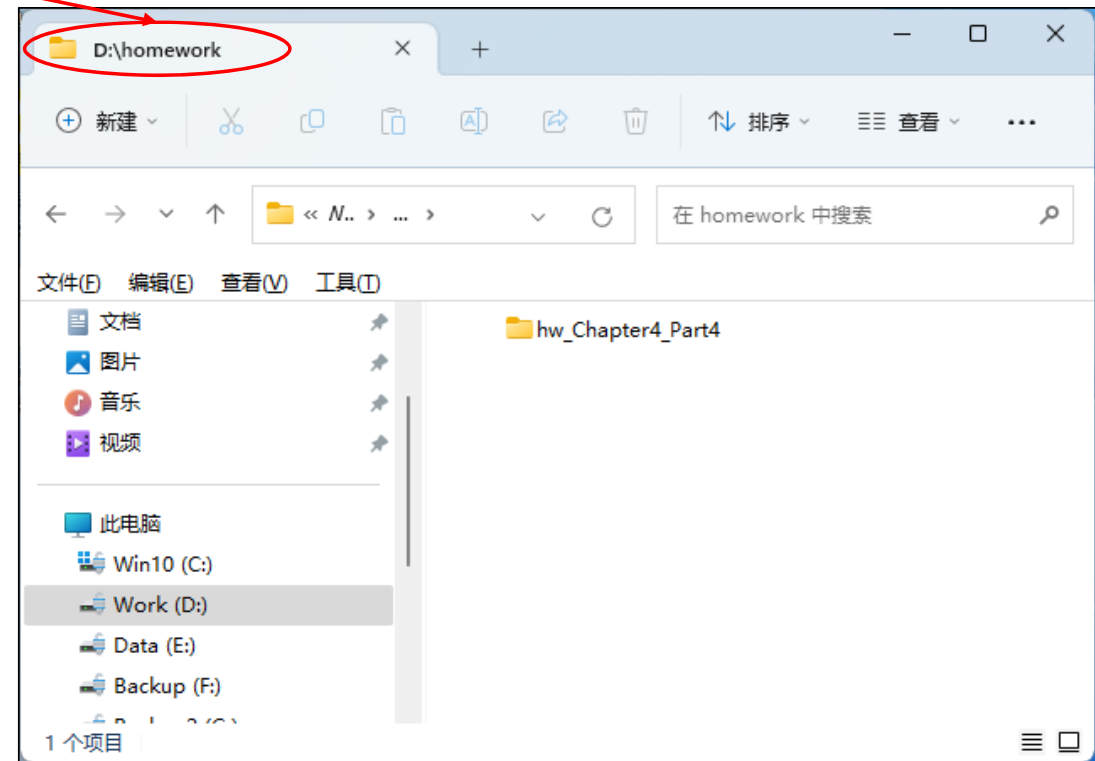 D:\homework
新建
排序
查看
« N.. › ... ›
在 homework 中搜索
文件(F) 编辑(E) 查看(V) 工具(T)
文档
图片
音乐
视频
hw_Chapter4_Part4
此电脑
Win10 (C:)
Work (D:)
Data (E:)
Backup (F:)
1 个项目